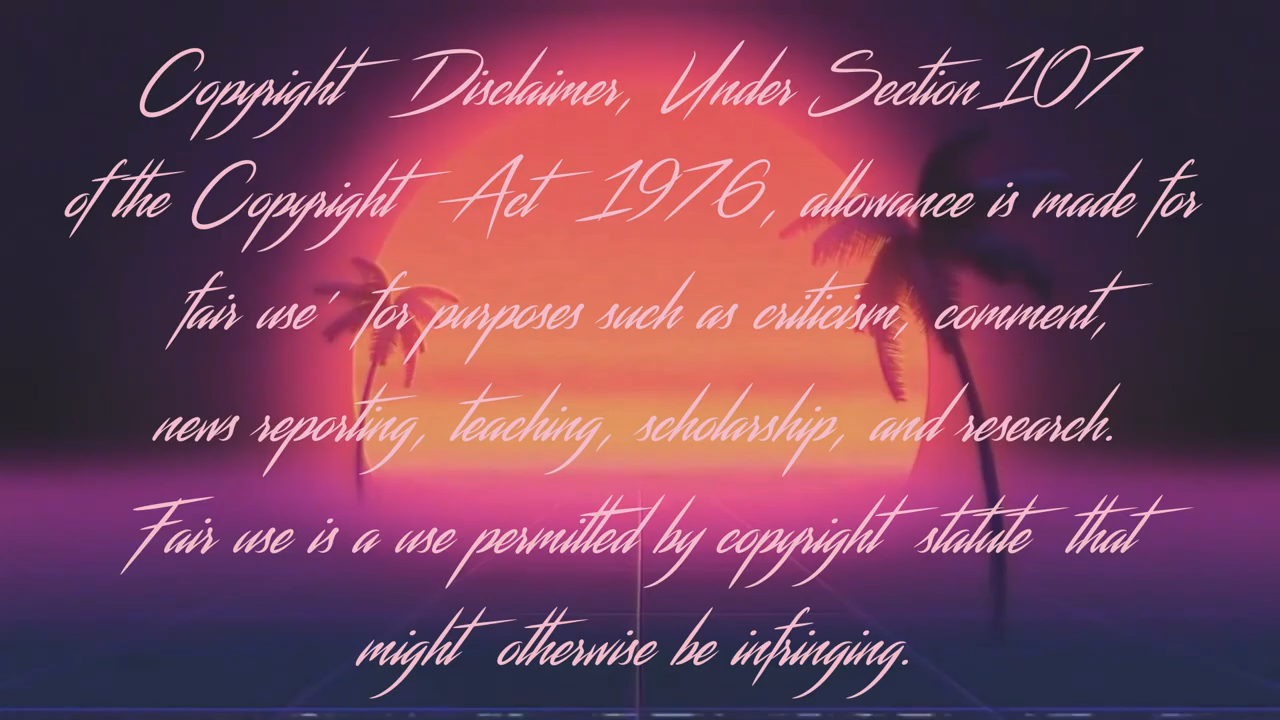 Copyright Disclaimer, Under Section 107
of the Copyright Act 1976, allowance is made for
'fair use' for purposes such as criticism, comment,
news reporting, teaching, scholarship, and research.
Fair use is a use permitted by copyright statute that
might otherwise be infringing.